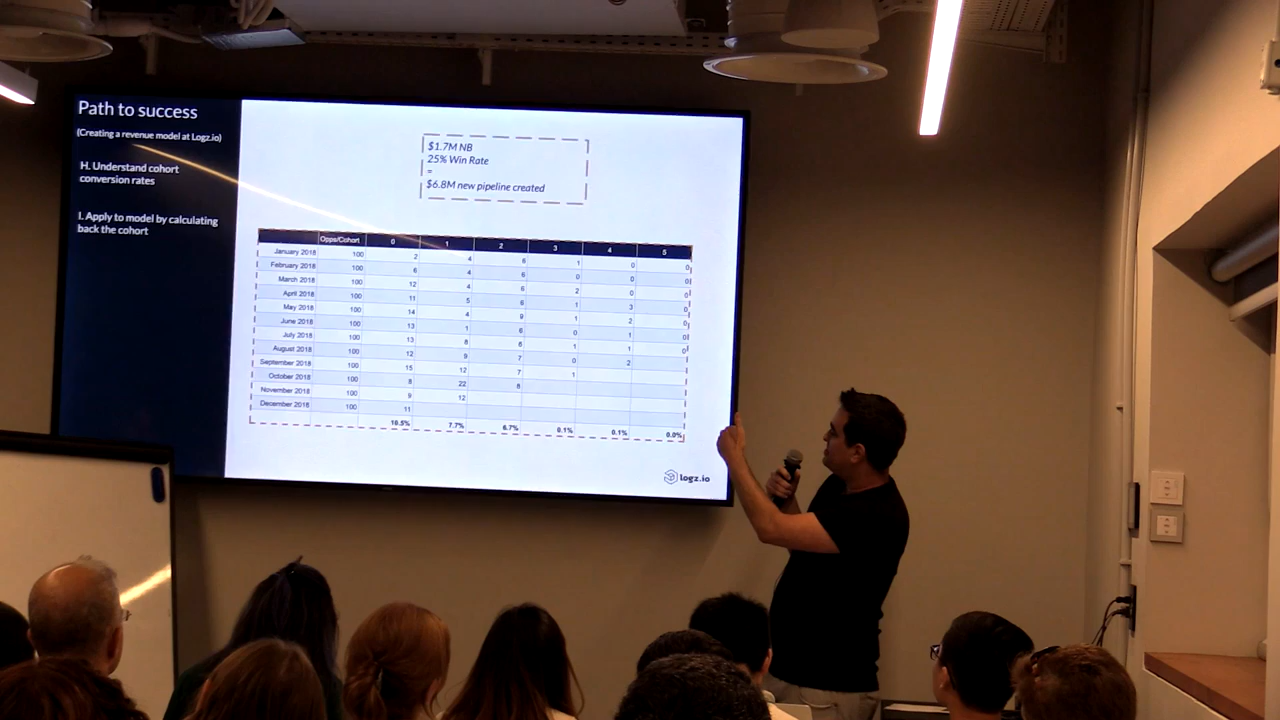 Path to success
(Creating a revenue model at Logz.io)
H. Understand cohort
conversion rates
I. Apply to model by calculating
back the cohort
$1.7M NB
25% Win Rate
=
$6.8M new pipeline created
Opps/Cohort 0 1 2 3 4 5
January 2018 100 2 4 6 1 0 0
February 2018 100 6 4 6 0 0 0
March 2018 100 12 4 6 2 0 0
April 2018 100 11 5 6 1 3 0
May 2018 100 14 4 9 1 2 0
June 2018 100 13 1 6 0 1 0
July 2018 100 13 8 6 1 1 0
August 2018 100 12 9 7 0 2
September 2018 100 15 12 7 1
October 2018 100 8 22 8
November 2018 100 9 12
December 2018 100 11
10.5% 7.7% 6.7% 0.1% 0.1% 0.0%
logz.io